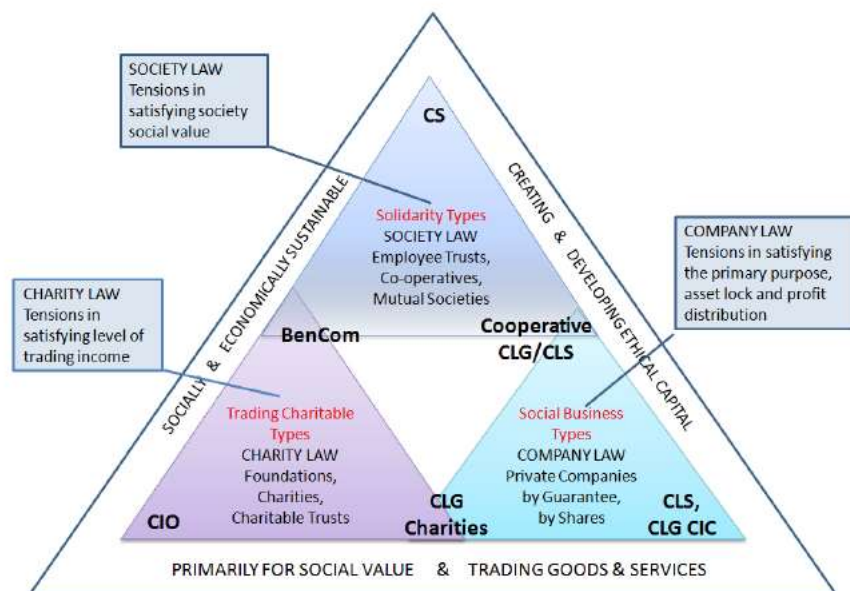 SOCIETY LAW
Tensions in
satisfying society
social value
CS
SOCIALLY & ECONOMICALLY SUSTAINABLE
CREATING & DEVELOPING ETHICAL CAPITAL
Solidarity Types
SOCIETY LAW
Employee Trusts,
Co-operatives,
Mutual Societies
COMPANY LAW
Tensions in satisfying
the primary purpose,
asset lock and profit
distribution
CHARITY LAW
Tensions in
satisfying level of
trading income
BenCom
Cooperative
CLG/CLS
Trading Charitable
Types
CHARITY LAW
Foundations,
Charities,
Charitable Trusts
Social Business
Types
COMPANY LAW
Private Companies
by Guarantee,
by Shares
CIO
CLG
Charities
CLS,
CLG CIC
PRIMARILY FOR SOCIAL VALUE & TRADING GOODS & SERVICES